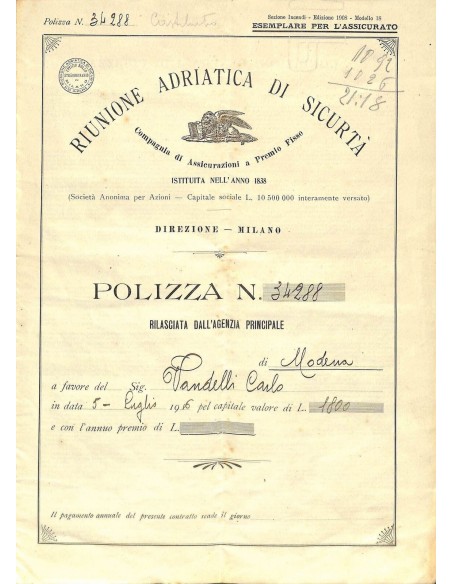 Polizza N. 34288
Sezione Incendi - Edizione 1908 - Modello 18
ESEMPLARE PER L'ASSICURATO
RIUNIONE ADRIATICA DI SICURTÀ
Compagnia di Assicurazioni a Premio Fisso
ISTITUITA NELL'ANNO 1838
(Società Anonima per Azioni — Capitale sociale L. 10 500 000 interamente versato)
DIREZIONE — MILANO
POLIZZA N. 34288
RILASCIATA DALL'AGENZIA PRINCIPALE
di Modena
a favore del Sig. Vandelli Carlo
in data 5 - Luglio 1916 pel capitale valore di L. 1800
e con l'annuo premio di L.
Il pagamento annuale del presente contratto scade il giorno